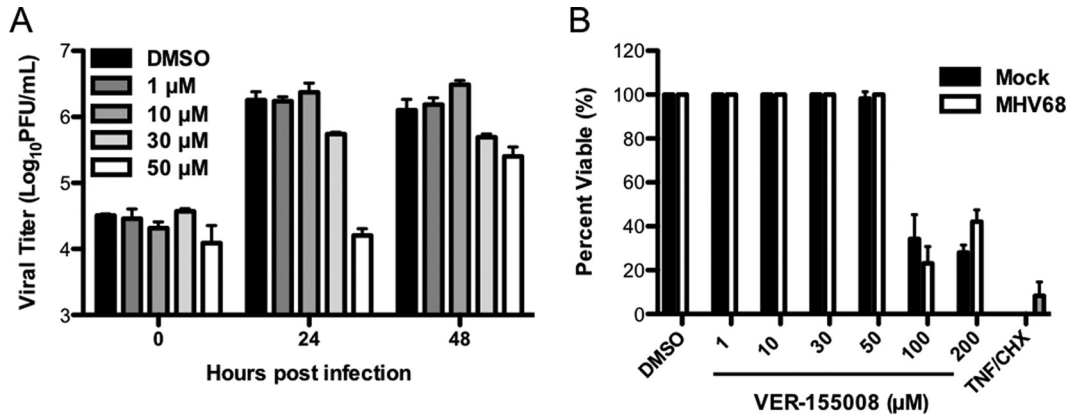 A
Viral Titer (Log10PFU/mL)
7
6
5
4
3
DMSO
1 µM
10 µM
30 µM
50 µM
0
24
48
Hours post infection
B
Percent Viable (%)
120
100
80
60
40
20
0
Mock
MHV68
DMSO
1
10
30
50
100
200
TNF/CHX
VER-155008 (µM)